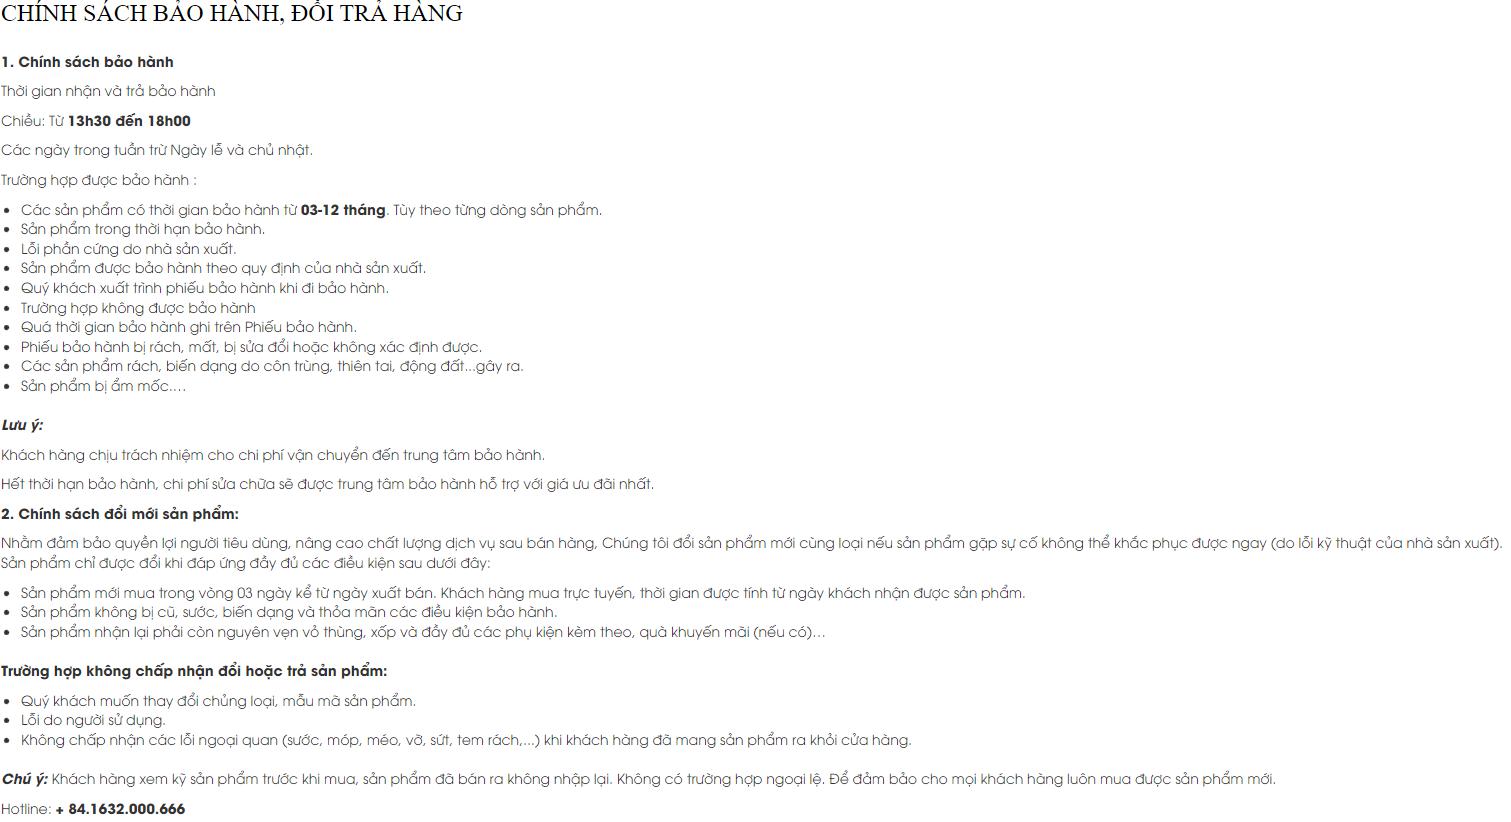 CHÍNH SÁCH BẢO HÀNH, ĐỔI TRẢ HÀNG
1. Chính sách bảo hành
Thời gian nhận và trả bảo hành
Chiều: Từ 13h30 đến 18h00
Các ngày trong tuần trừ Ngày lễ và chủ nhật.
Trường hợp được bảo hành :
• Các sản phẩm có thời gian bảo hành từ 03-12 tháng. Tùy theo từng dòng sản phẩm.
• Sản phẩm trong thời hạn bảo hành.
• Lỗi phần cứng do nhà sản xuất.
• Sản phẩm được bảo hành theo quy định của nhà sản xuất.
• Quý khách xuất trình phiếu bảo hành khi đi bảo hành.
• Trường hợp không được bảo hành
• Quá thời gian bảo hành ghi trên Phiếu bảo hành.
• Phiếu bảo hành bị rách, mất, bị sửa đổi hoặc không xác định được.
• Các sản phẩm rách, biến dạng do côn trùng, thiên tai, động đất...gây ra.
• Sản phẩm bị ẩm mốc....
Lưu ý:
Khách hàng chịu trách nhiệm cho chi phí vận chuyển đến trung tâm bảo hành.
Hết thời hạn bảo hành, chi phí sửa chữa sẽ được trung tâm bảo hành hỗ trợ với giá ưu đãi nhất.
2. Chính sách đổi mới sản phẩm:
Nhằm đảm bảo quyền lợi người tiêu dùng, nâng cao chất lượng dịch vụ sau bán hàng, Chúng tôi đổi sản phẩm mới cùng loại nếu sản phẩm gặp sự cố không thể khắc phục được ngay (do lỗi kỹ thuật của nhà sản xuất).
Sản phẩm chỉ được đổi khi đáp ứng đầy đủ các điều kiện sau dưới đây:
• Sản phẩm mới mua trong vòng 03 ngày kể từ ngày xuất bán. Khách hàng mua trực tuyến, thời gian được tính từ ngày khách nhận được sản phẩm.
• Sản phẩm không bị cũ, sước, biến dạng và thỏa mãn các điều kiện bảo hành.
• Sản phẩm nhận lại phải còn nguyên vẹn vỏ thùng, xốp và đầy đủ các phụ kiện kèm theo, quà khuyến mãi (nếu có)...
Trường hợp không chấp nhận đổi hoặc trả sản phẩm:
• Quý khách muốn thay đổi chủng loại, mẫu mã sản phẩm.
• Lỗi do người sử dụng.
• Không chấp nhận các lỗi ngoại quan (sước, móp, méo, vỡ, sứt, tem rách,...) khi khách hàng đã mang sản phẩm ra khỏi cửa hàng.
Chú ý: Khách hàng xem kỹ sản phẩm trước khi mua, sản phẩm đã bán ra không nhập lại. Không có trường hợp ngoại lệ. Để đảm bảo cho mọi khách hàng luôn mua được sản phẩm mới.
Hotline: + 84.1632.000.666